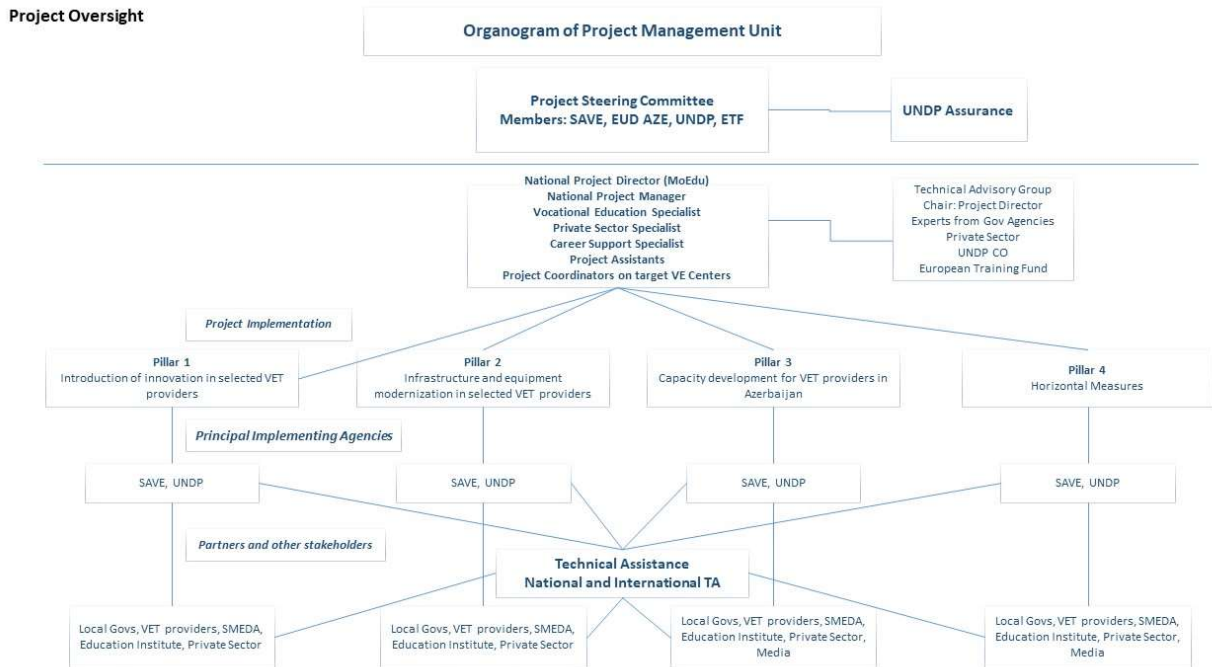 Project Oversight
Organogram of Project Management Unit
Project Steering Committee
Members: SAVE, EUD AZE, UNDP, ETF
UNDP Assurance
National Project Director (MoEdu)
National Project Manager
Vocational Education Specialist
Private Sector Specialist
Career Support Specialist
Project Assistants
Project Coordinators on target VE Centers
Technical Advisory Group
Chair: Project Director
Experts from Gov Agencies
Private Sector
UNDP CO
European Training Fund
Project Implementation
Pillar 1
Introduction of innovation in selected VET
providers
Pillar 2
Infrastructure and equipment
modernization in selected VET providers
Pillar 3
Capacity development for VET providers in
Azerbaijan
Pillar 4
Horizontal Measures
Principal Implementing Agencies
SAVE, UNDP
SAVE, UNDP
SAVE, UNDP
SAVE, UNDP
Partners and other stakeholders
Technical Assistance
National and International TA
Local Govs, VET providers, SMEDA,
Education Institute, Private Sector
Local Govs, VET providers, SMEDA,
Education Institute, Private Sector
Local Govs, VET providers, SMEDA,
Education Institute, Private Sector,
Media
Local Govs, VET providers, SMEDA,
Education Institute, Private Sector,
Media